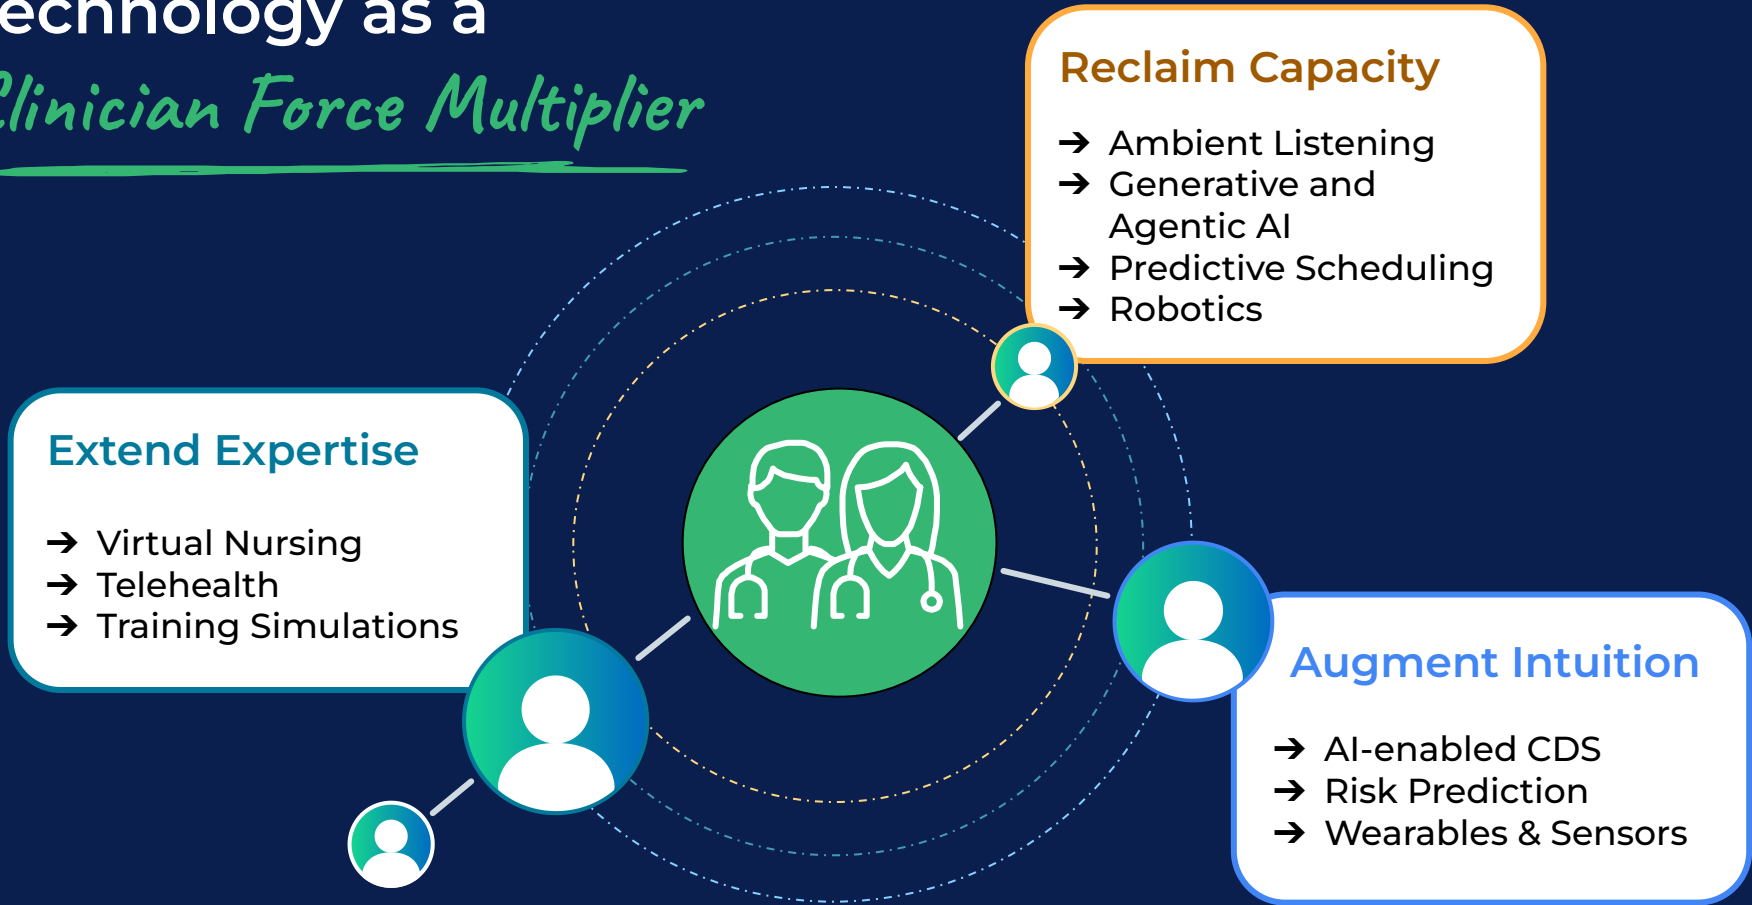 echnology as a
Clinician Force Multiplier
Reclaim Capacity
➔ Ambient Listening
➔ Generative and
Agentic AI
➔ Predictive Scheduling
➔ Robotics
Extend Expertise
➔ Virtual Nursing
➔ Telehealth
➔ Training Simulations
Augment Intuition
➔ AI-enabled CDS
➔ Risk Prediction
➔ Wearables & Sensors